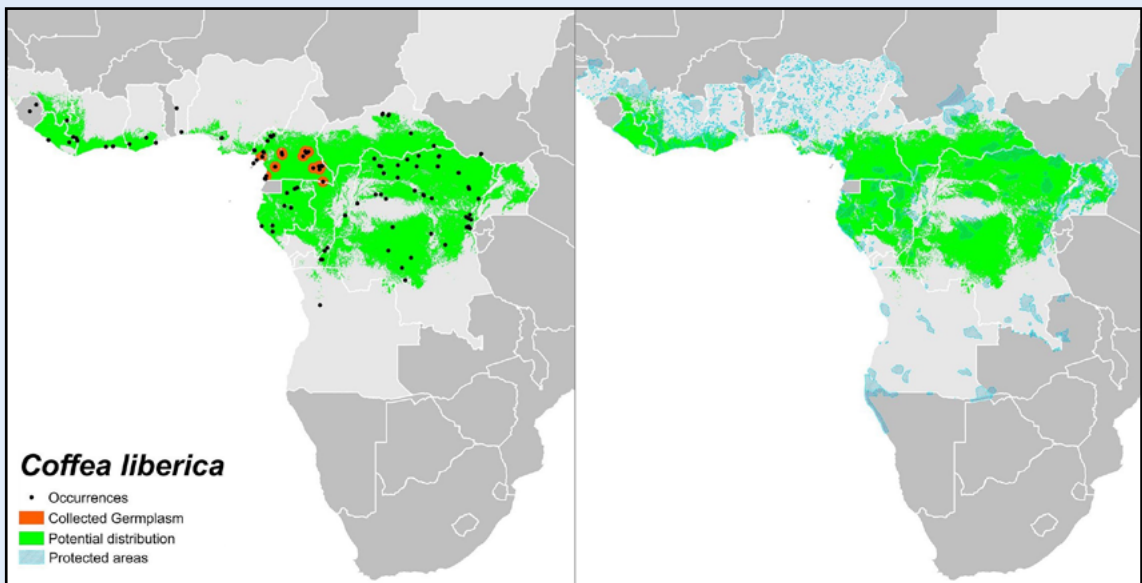 Coffea liberica
Occurrences
Collected Germplasm
Potential distribution
Protected areas